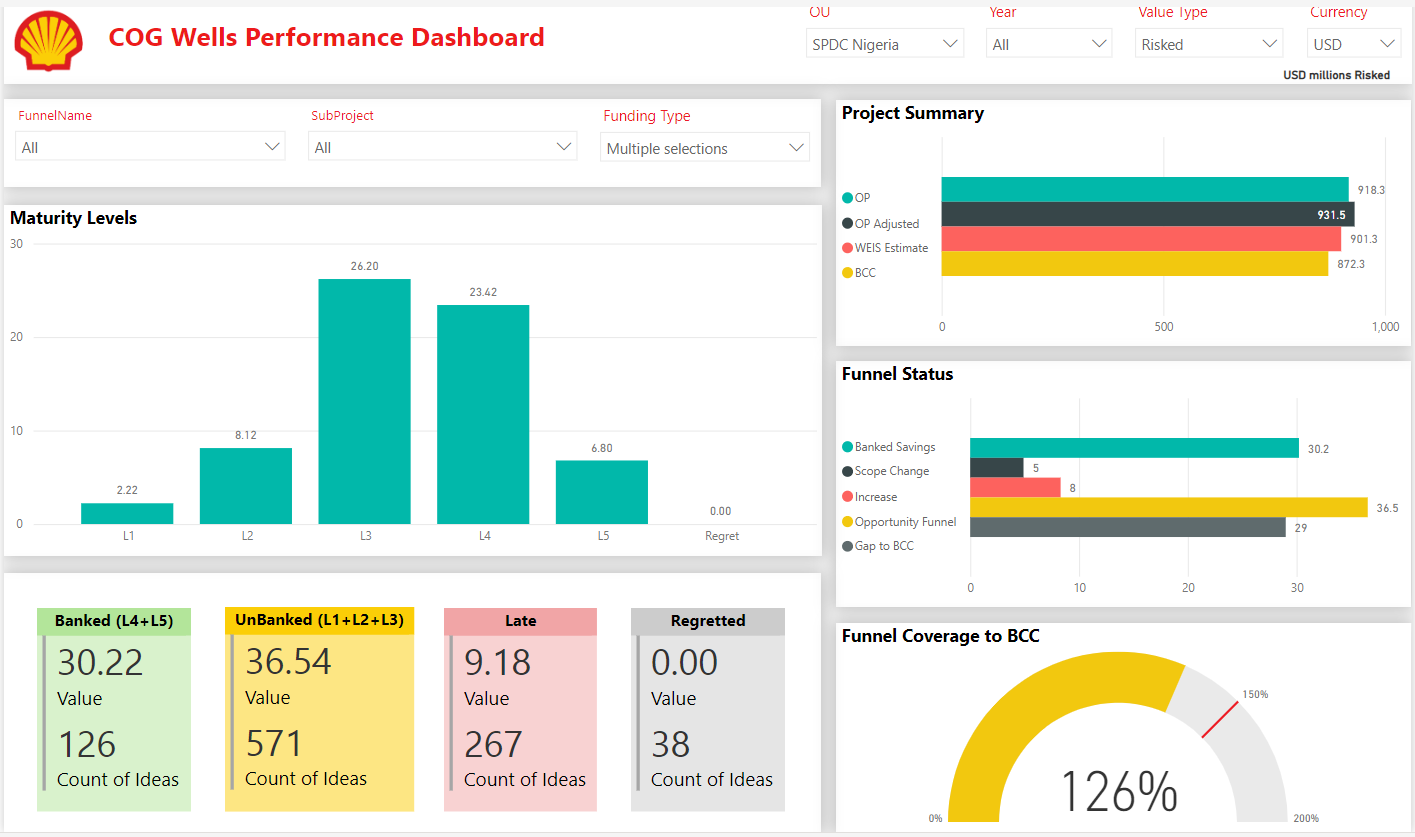 COG Wells Performance Dashboard
OU
Year
Value Type
Currency
SPDC Nigeria
All
Risked
USD
USD millions Risked
FunnelName
SubProject
Funding Type
All
All
Multiple selections
Maturity Levels
30
20
10
0
2.22
8.12
26.20
23.42
6.80
0.00
L1
L2
L3
L4
L5
Regret
Banked (L4+L5)
30.22
Value
126
Count of Ideas
UnBanked (L1+L2+L3)
36.54
Value
571
Count of Ideas
Late
9.18
Value
267
Count of Ideas
Regretted
0.00
Value
38
Count of Ideas
Project Summary
OP
OP Adjusted
WEIS Estimate
BCC
918.3
931.5
901.3
872.3
0
500
1,000
Funnel Status
Banked Savings
Scope Change
Increase
Opportunity Funnel
Gap to BCC
30.2
5
8
36.5
29
0
10
20
30
Funnel Coverage to BCC
150%
126%
0%
200%